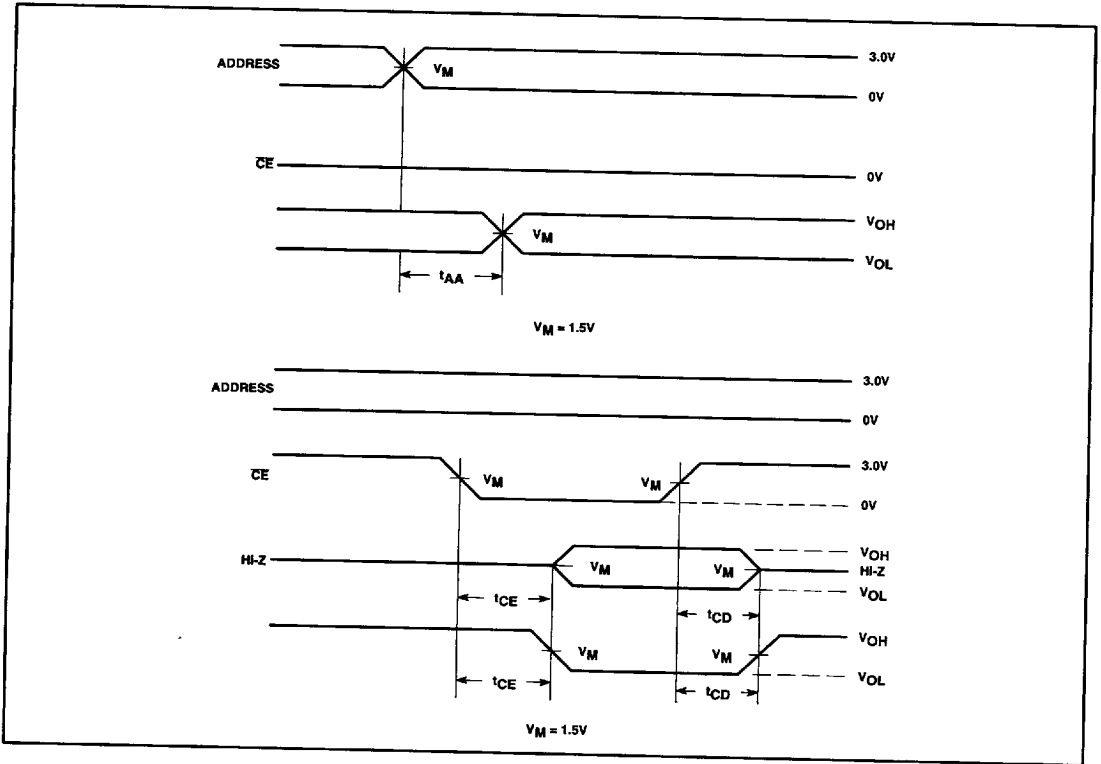 ADDRESS VM 3.0V
0V
CE 0V
VM VOH
VOL
tAA
VM = 1.5V
ADDRESS 3.0V
0V
CE VM VM 3.0V
0V
HI-Z VM VM VOH
HI-Z
VOL
tCE tCD
VM VM VOH
VOL
tCE tCD
VM = 1.5V